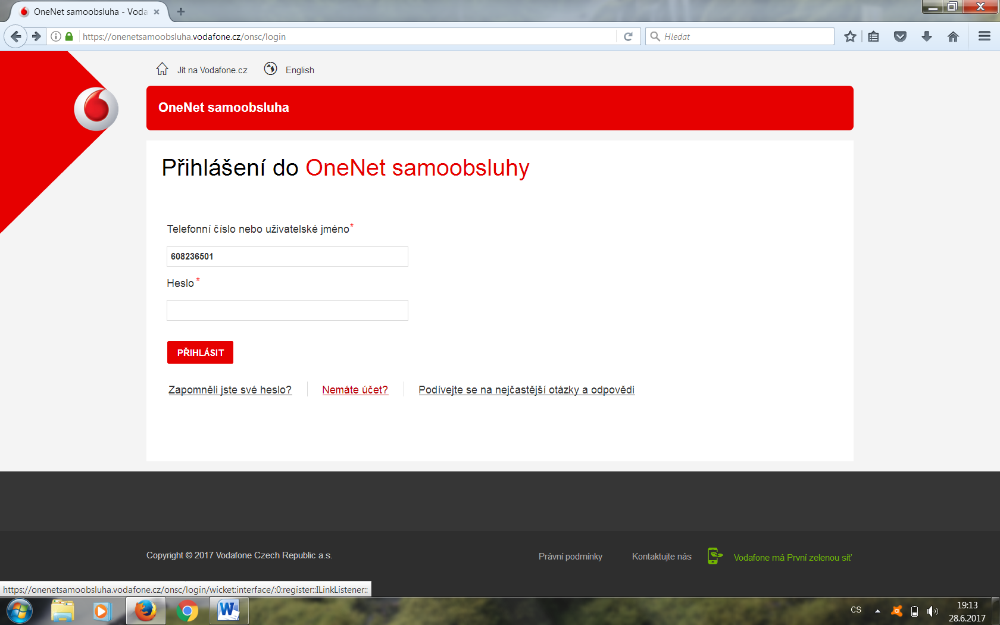 OneNet samoobsluha - Voda
https://onenetsamoobsluha.vodafone.cz/onsc/login
Hledat
Jít na Vodafone.cz
English
OneNet samoobsluha
Přihlášení do OneNet samoobsluhy
Telefonní číslo nebo uživatelské jméno*
608236501
Heslo *
PŘIHLÁSIT
Zapomněli jste své heslo?
Nemáte účet?
Podívejte se na nejčastější otázky a odpovědi
Copyright © 2017 Vodafone Czech Republic a.s.
Právní podmínky
Kontaktujte nás
Vodafone má První zelenou síť
https://onenetsamoobsluha.vodafone.cz/onsc/login/wicket:interface/:0:register::ILinkListener::
CS
19:13
28.6.2017